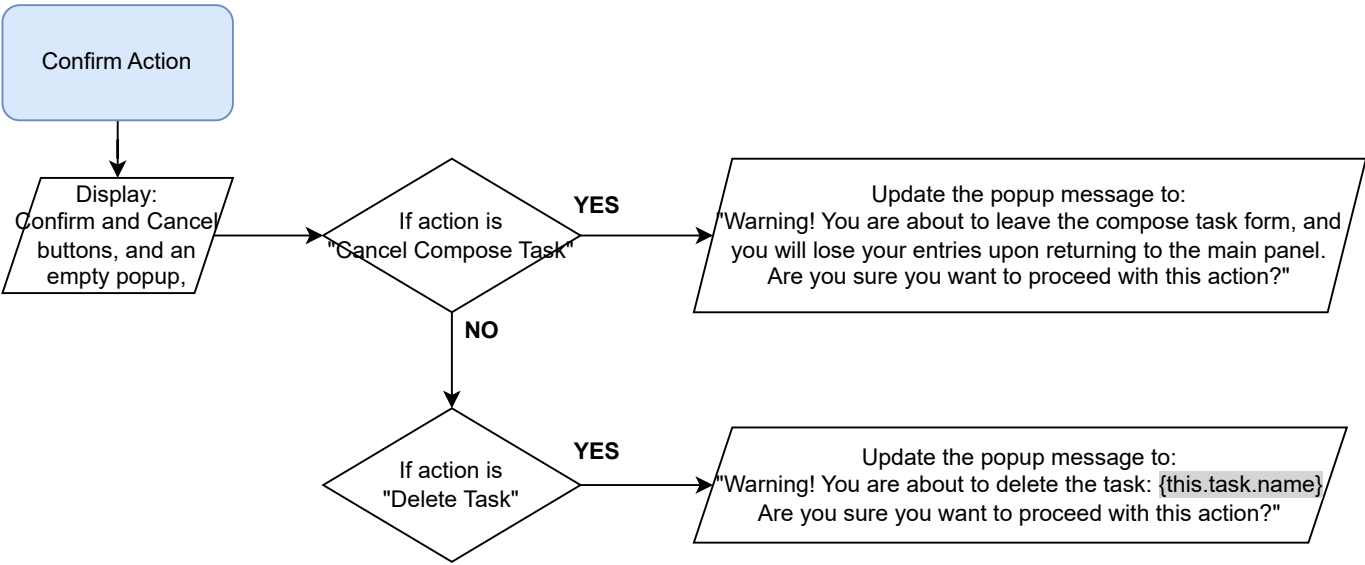 Confirm Action
Display:
Confirm and Cancel
buttons, and an
empty popup,
If action is
"Cancel Compose Task"
YES
Update the popup message to:
"Warning! You are about to leave the compose task form, and
you will lose your entries upon returning to the main panel.
Are you sure you want to proceed with this action?"
NO
If action is
"Delete Task"
YES
Update the popup message to:
"Warning! You are about to delete the task: {this.task.name}
Are you sure you want to proceed with this action?"